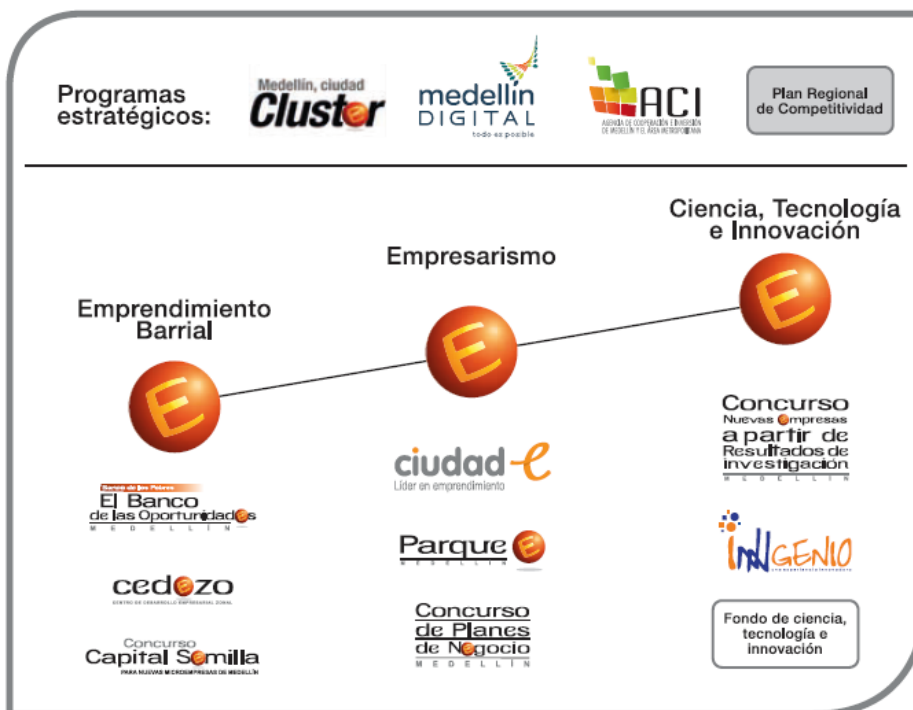 Programas
estratégicos:
Medellín, ciudad
Cluster
medellín
DIGITAL
todo es posible
ACI
AGENCIA DE COOPERACIÓN E INVERSIÓN
DE MEDELLÍN Y EL ÁREA METROPOLITANA
Plan Regional
de Competitividad
Emprendimiento
Barrial
E
Empresarismo
E
Ciencia, Tecnología
e Innovación
E
Banco de los Pobres
El Banco
de las Oportunidades
MEDELLÍN
cedezo
CENTRO DE DESARROLLO EMPRESARIAL ZONAL
Concurso
Capital Semilla
PARA NUEVAS MICROEMPRESAS DE MEDELLÍN
ciudad e
Líder en emprendimiento
Parque E
MEDELLÍN
Concurso
de Planes
de Negocio
MEDELLÍN
Concurso
Nuevas Empresas
a partir de
Resultados de
investigación
MEDELLÍN
innGENIO
una experiencia innovadora
Fondo de ciencia,
tecnología e
innovación